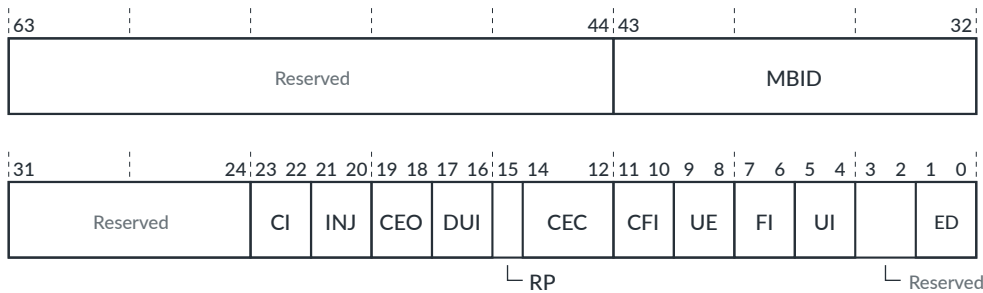 63 44 43 32
Reserved MBID
31 24 23 22 21 20 19 18 17 16 15 14 12 11 10 9 8 7 6 5 4 3 2 1 0
Reserved CI INJ CEO DUI CEC CFI UE FI UI ED
RP Reserved